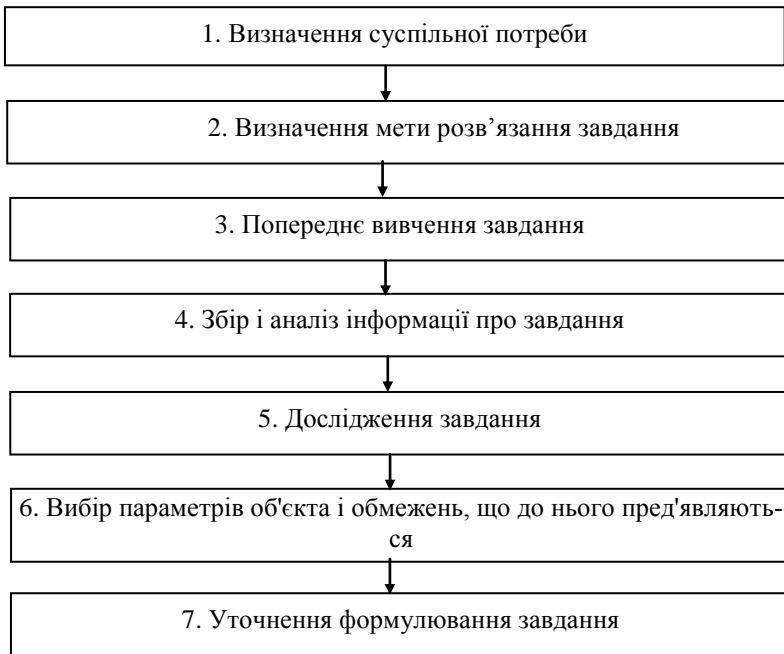 1. Визначення суспільної потреби
2. Визначення мети розв’язання завдання
3. Попереднє вивчення завдання
4. Збір і аналіз інформації про завдання
5. Дослідження завдання
6. Вибір параметрів об'єкта і обмежень, що до нього пред'являють-
ся
7. Уточнення формулювання завдання